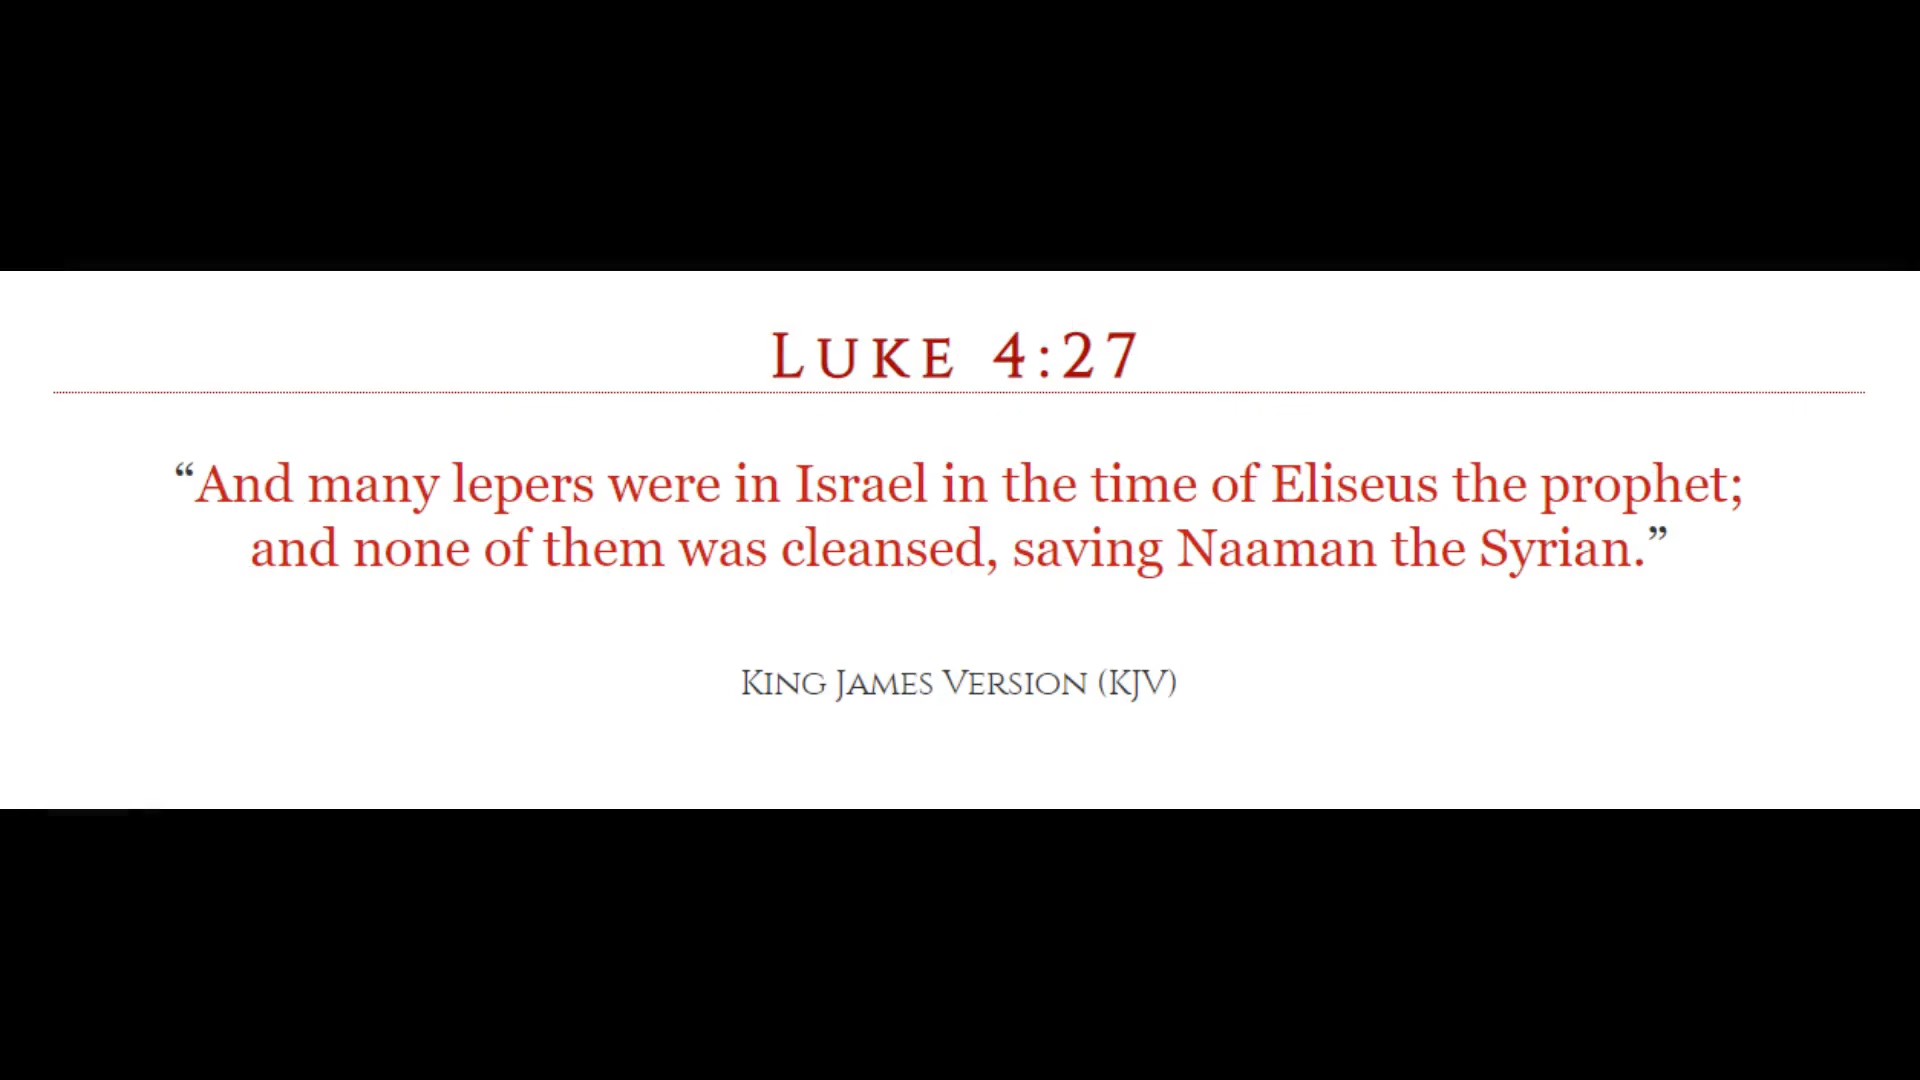 Luke 4:27
“And many lepers were in Israel in the time of Eliseus the prophet;
and none of them was cleansed, saving Naaman the Syrian.”
King James Version (KJV)